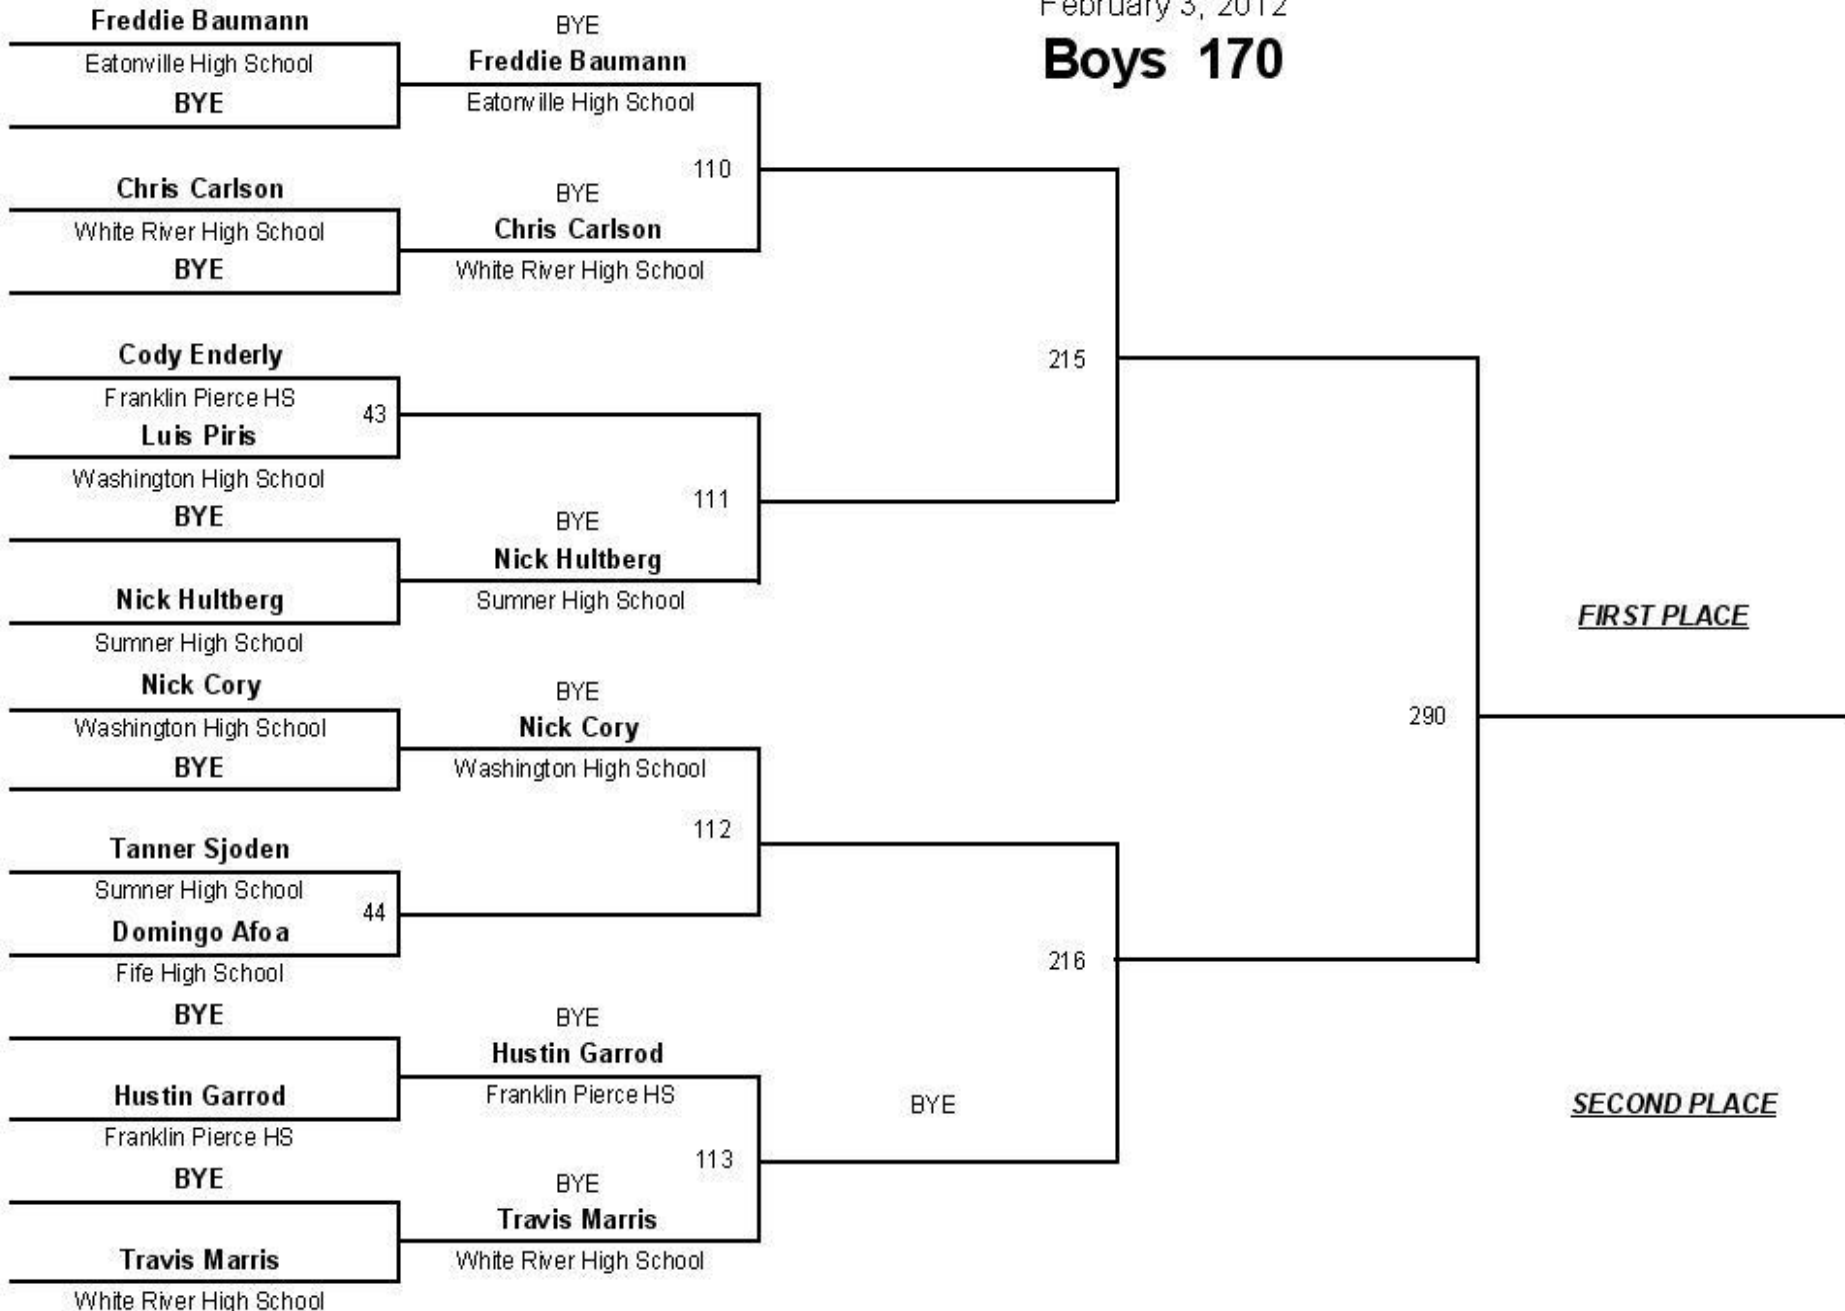 February 3, 2012
Boys 170
Freddie Baumann
Eatonville High School
BYE
Chris Carlson
White River High School
BYE
Cody Enderly
Franklin Pierce HS
43
Luis Piris
Washington High School
BYE
Nick Hultberg
Sumner High School
Nick Cory
Washington High School
BYE
Tanner Sjoden
Sumner High School
44
Domingo Afoa
Fife High School
BYE
Hustin Garrod
Franklin Pierce HS
BYE
Travis Marris
White River High School
BYE
Freddie Baumann
Eatonville High School
110
BYE
Chris Carlson
White River High School
111
BYE
Nick Hultberg
Sumner High School
BYE
Nick Cory
Washington High School
112
BYE
Hustin Garrod
Franklin Pierce HS
113
BYE
Travis Marris
White River High School
215
216
BYE
290
FIRST PLACE
SECOND PLACE